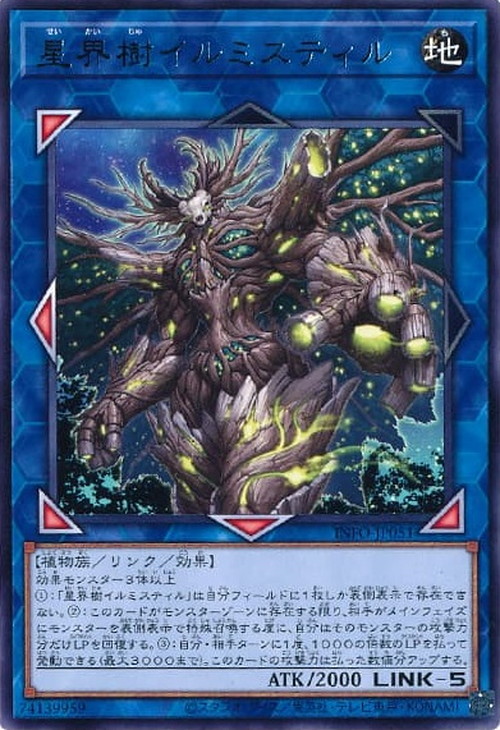 せい かい じゅ
星界樹イルミスティル
地
INFO-JP051
【植物族/リンク/効果】
効果モンスター3体以上
①:「星界樹イルミスティル」は自分フィールドに1枚しか表側表示で存在できない。②:このカードがモンスターゾーンに存在する限り、相手がメインフェイズ
にモンスターを表側表示で特殊召喚する度に、自分はそのモンスターの攻撃力
分だけLPを回復する。③:自分・相手ターンに1度、1000の倍数のLPを払って
発動できる(最大3000まで)。このカードの攻撃力は払った数値分アップする。
ATK/2000 LINK-5
74139959 ©スタジオ・ダイス/集英社・テレビ東京・KONAMI